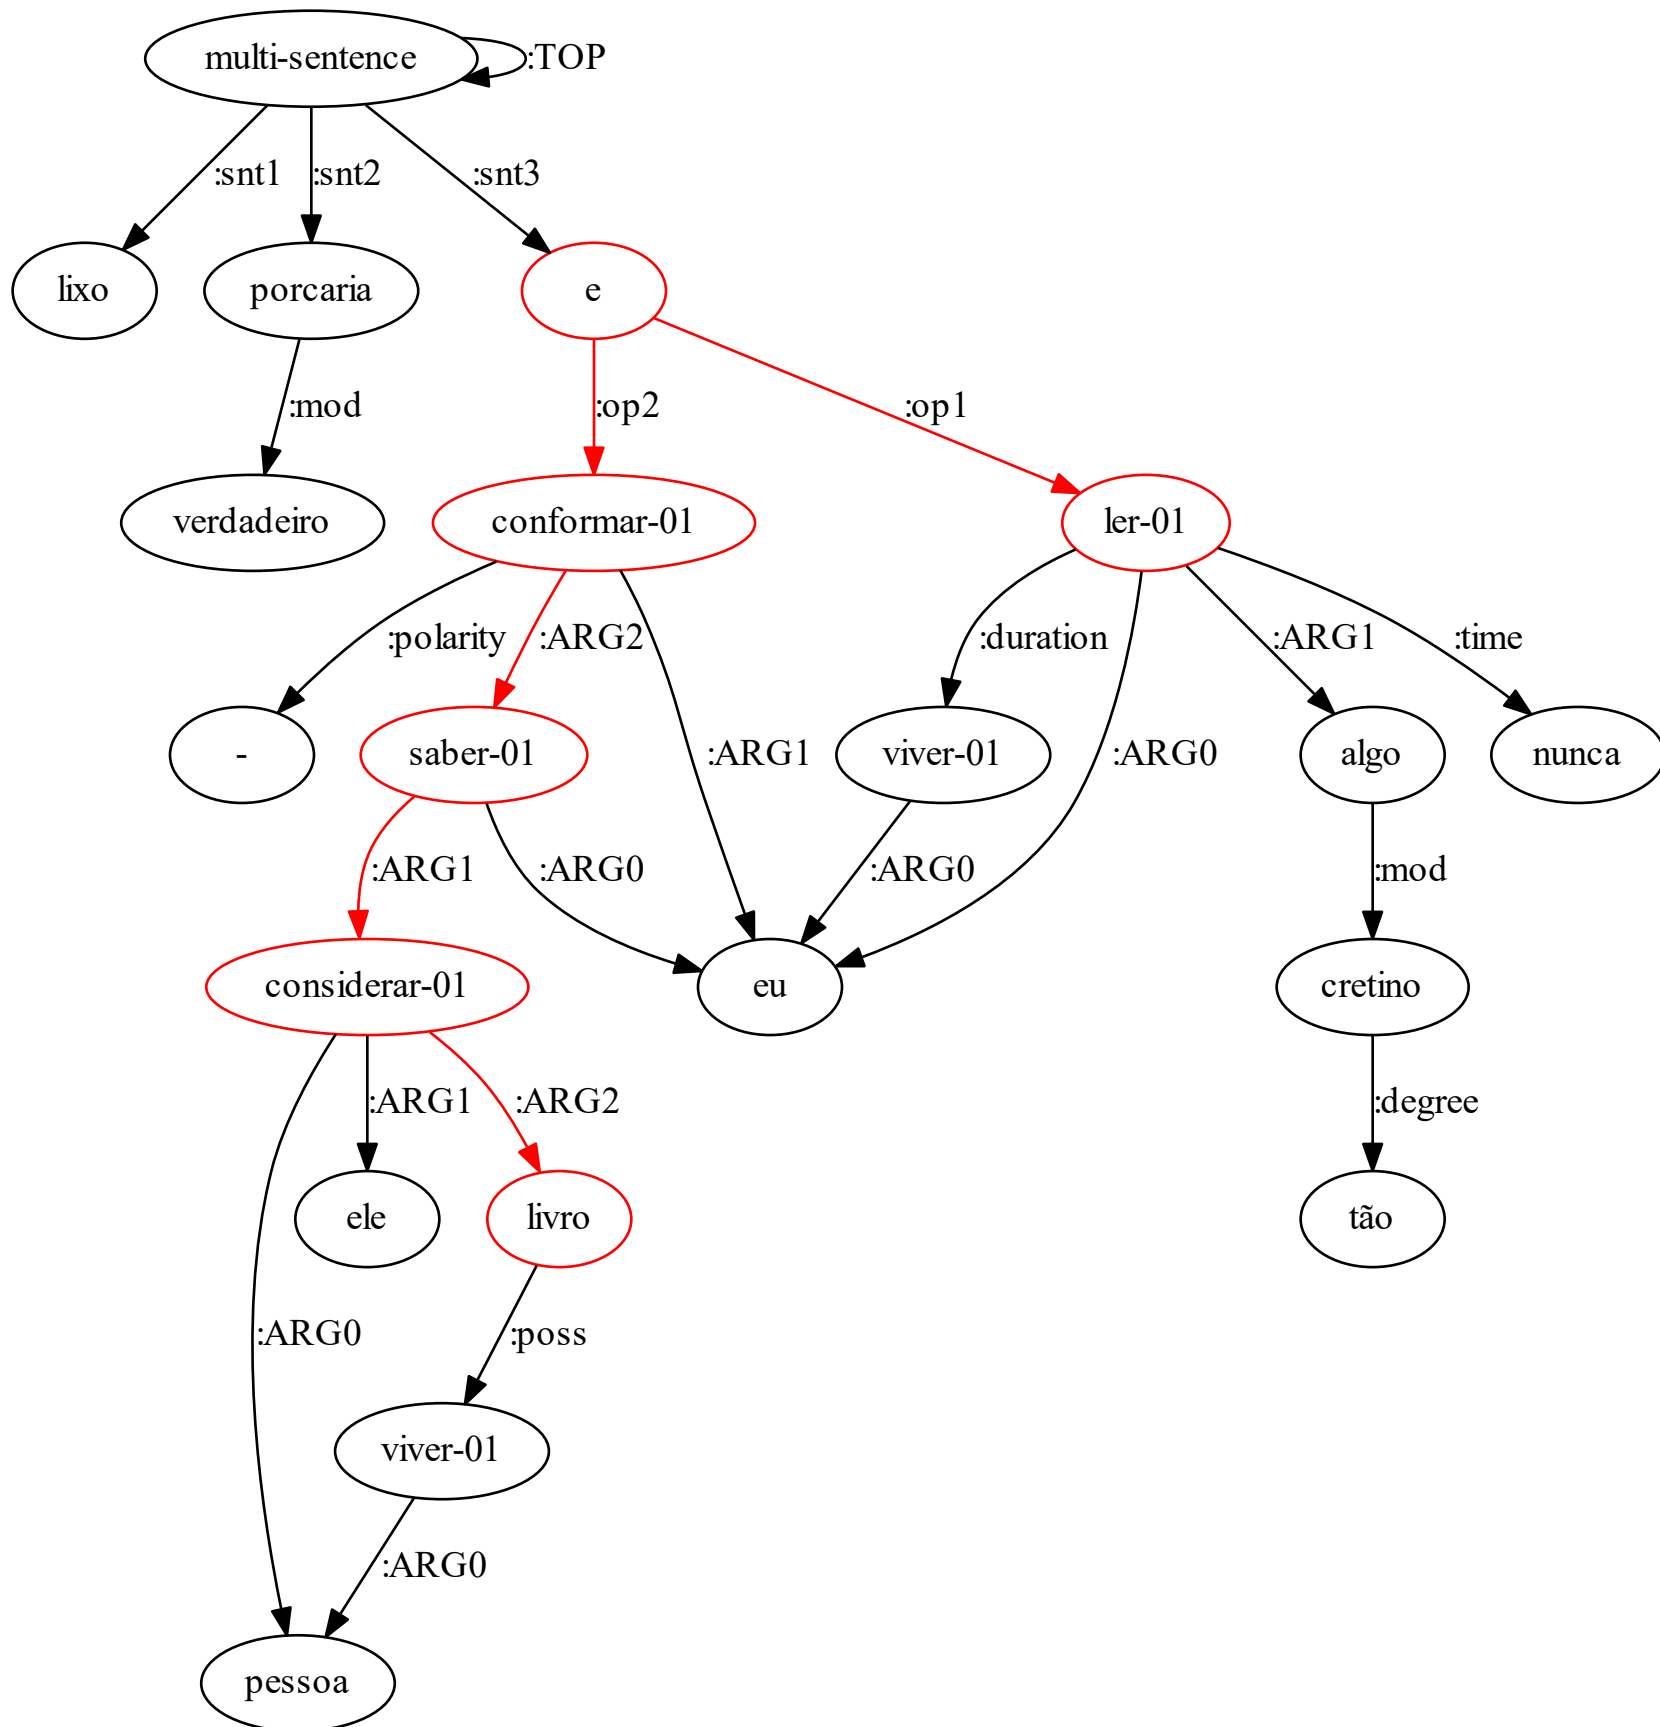 multi-sentence :TOP
:snt1 :snt2 :snt3
lixo porcaria e
:mod :op2 :op1
verdadeiro conformar-01 ler-01
:polarity :ARG2 :duration :ARG1 :time
- saber-01 :ARG1 viver-01 :ARG0 algo nunca
:ARG1 :ARG0 :ARG0 :mod
considerar-01 eu cretino
:ARG1 :ARG2 :degree
ele livro tão
:ARG0 :poss
viver-01
:ARG0
pessoa